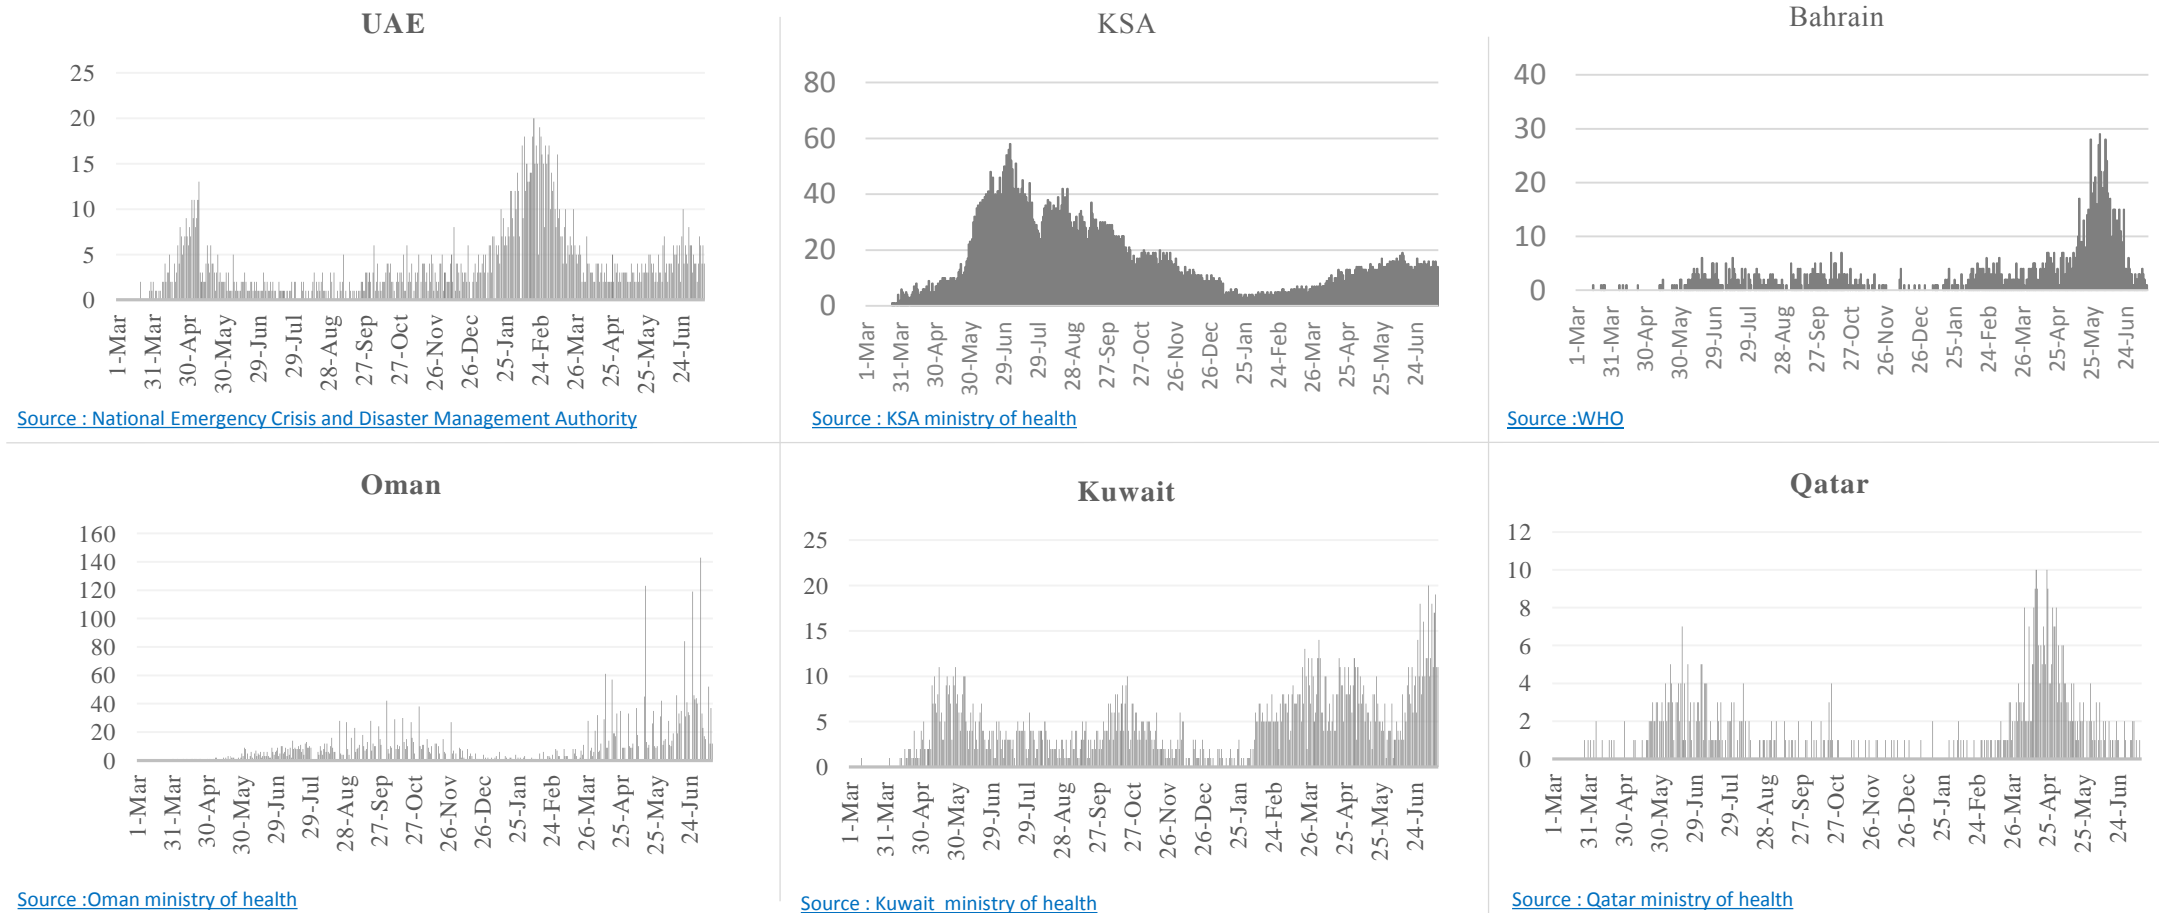 UAE
25
20
15
10
5
0
1-Mar
31-Mar
30-Apr
30-May
29-Jun
29-Jul
28-Aug
27-Sep
27-Oct
26-Nov
26-Dec
25-Jan
24-Feb
26-Mar
25-Apr
25-May
24-Jun
Source : National Emergency Crisis and Disaster Management Authority
KSA
80
60
40
20
0
1-Mar
31-Mar
30-Apr
30-May
29-Jun
29-Jul
28-Aug
27-Sep
27-Oct
26-Nov
26-Dec
25-Jan
24-Feb
26-Mar
25-Apr
25-May
24-Jun
Source : KSA ministry of health
Bahrain
40
30
20
10
0
1-Mar
31-Mar
30-Apr
30-May
29-Jun
29-Jul
28-Aug
27-Sep
27-Oct
26-Nov
26-Dec
25-Jan
24-Feb
26-Mar
25-Apr
25-May
24-Jun
Source :WHO
Oman
160
140
120
100
80
60
40
20
0
1-Mar
31-Mar
30-Apr
30-May
29-Jun
29-Jul
28-Aug
27-Sep
27-Oct
26-Nov
26-Dec
25-Jan
24-Feb
26-Mar
25-Apr
25-May
24-Jun
Source :Oman ministry of health
Kuwait
25
20
15
10
5
0
1-Mar
31-Mar
30-Apr
30-May
29-Jun
29-Jul
28-Aug
27-Sep
27-Oct
26-Nov
26-Dec
25-Jan
24-Feb
26-Mar
25-Apr
25-May
24-Jun
Source : Kuwait  ministry of health
Qatar
12
10
8
6
4
2
0
1-Mar
31-Mar
30-Apr
30-May
29-Jun
29-Jul
28-Aug
27-Sep
27-Oct
26-Nov
26-Dec
25-Jan
24-Feb
26-Mar
25-Apr
25-May
24-Jun
Source : Qatar ministry of health